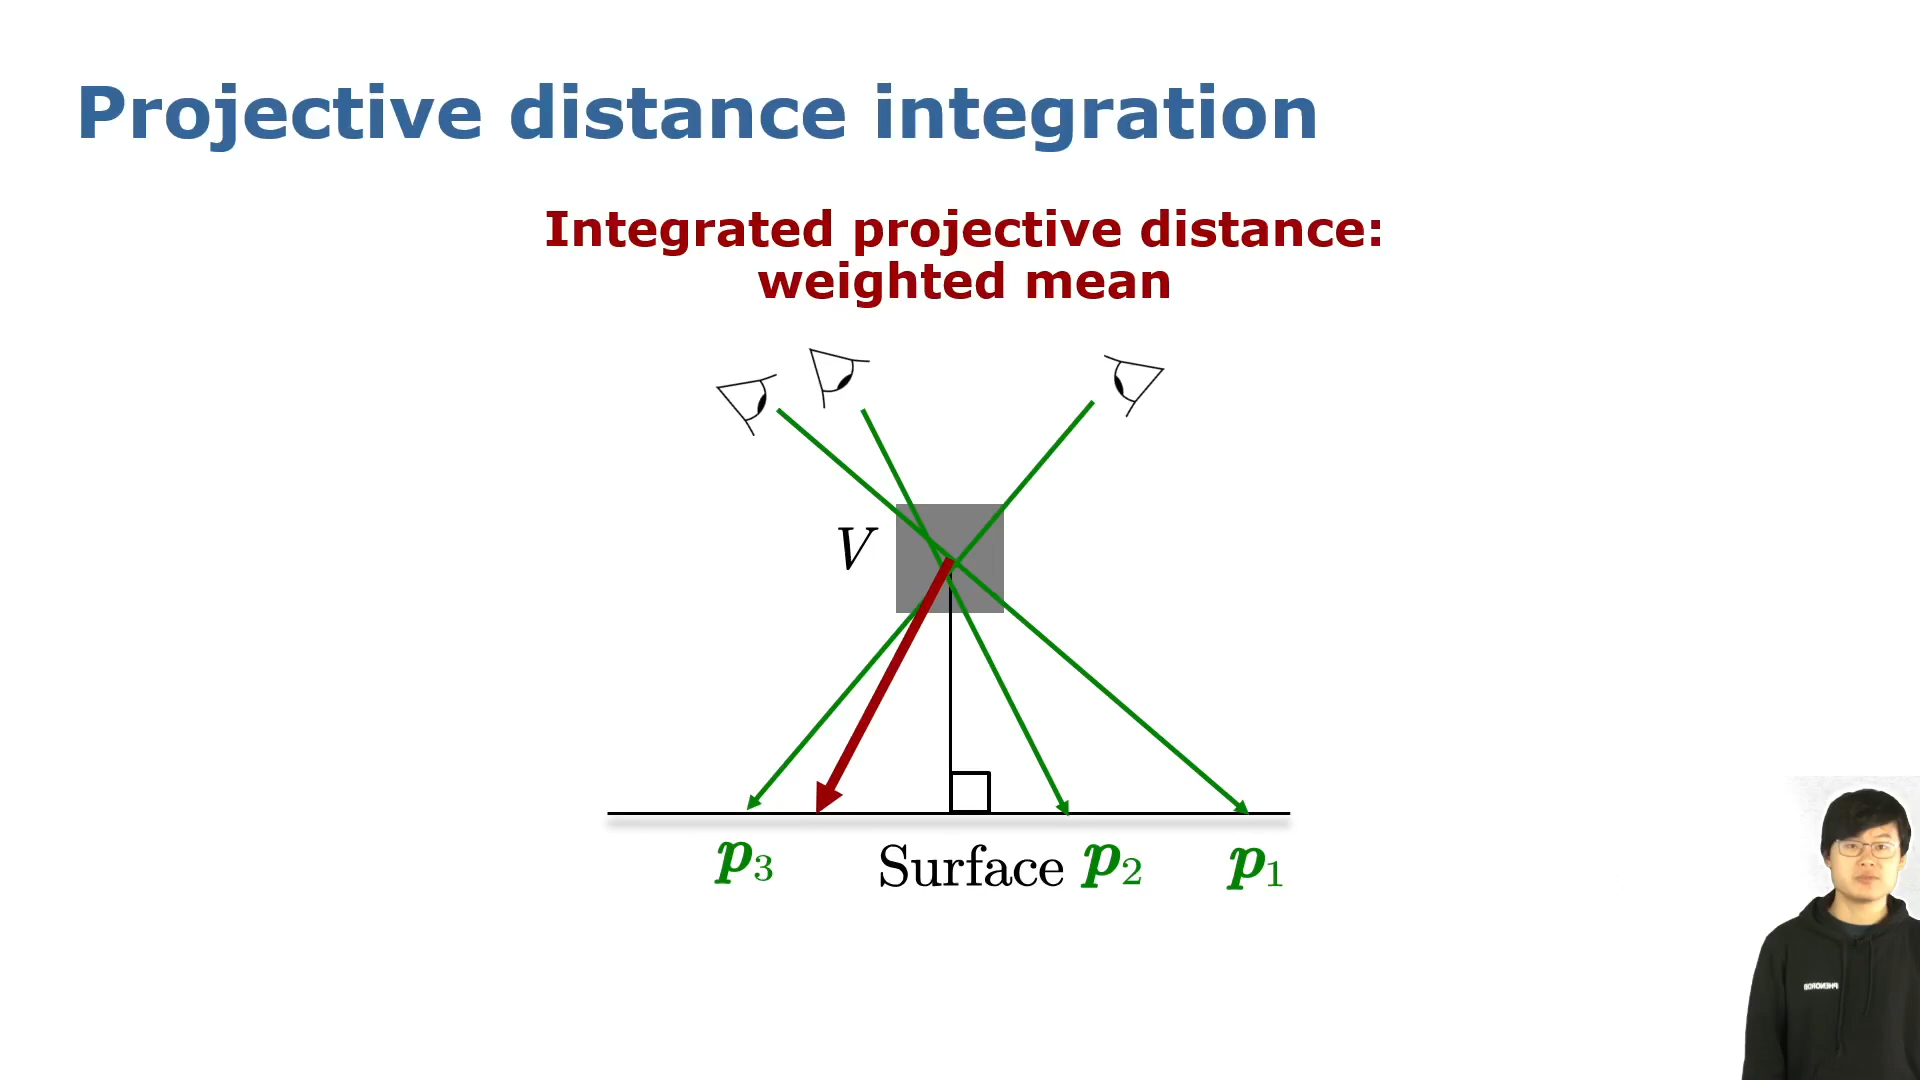 Projective distance integration
Integrated projective distance:
weighted mean
V
p₃ Surface p₂ p₁